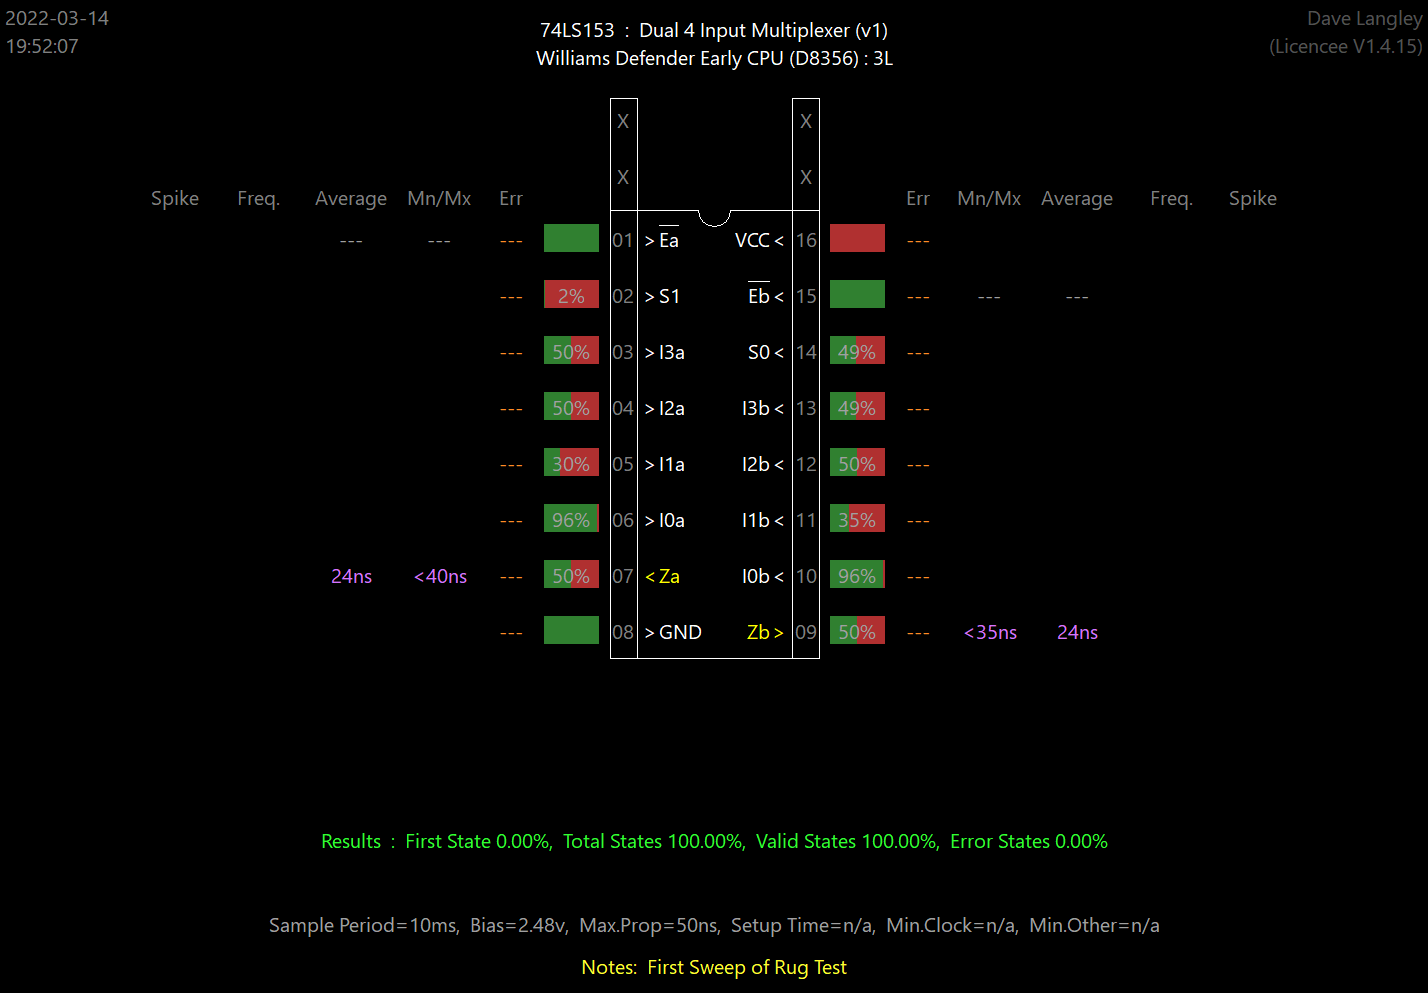 2022-03-14
19:52:07
74LS153 : Dual 4 Input Multiplexer (v1)
Williams Defender Early CPU (D8356) : 3L
Dave Langley
(Licencee V1.4.15)
X X
X X
Spike Freq. Average Mn/Mx Err Err Mn/Mx Average Freq. Spike
--- --- --- 01 > Ea VCC < 16 ---
--- 2% 02 > S1 Eb < 15 --- --- ---
--- 50% 03 > I3a S0 < 14 49% ---
--- 50% 04 > I2a I3b < 13 49% ---
--- 30% 05 > I1a I2b < 12 50% ---
--- 96% 06 > I0a I1b < 11 35% ---
24ns <40ns --- 50% 07 < Za I0b < 10 96% ---
--- 08 > GND Zb > 09 50% --- <35ns 24ns
Results : First State 0.00%, Total States 100.00%, Valid States 100.00%, Error States 0.00%
Sample Period=10ms, Bias=2.48v, Max.Prop=50ns, Setup Time=n/a, Min.Clock=n/a, Min.Other=n/a
Notes: First Sweep of Rug Test